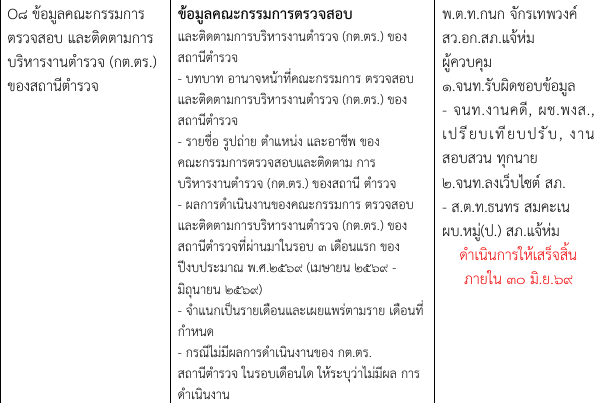 O๘ ข้อมูลคณะกรรมการ
ตรวจสอบ และติดตามการ
บริหารงานตำรวจ (กต.ตร.)
ของสถานีตำรวจ
ข้อมูลคณะกรรมการตรวจสอบ
และติดตามการบริหารงานตำรวจ (กต.ตร.) ของ
สถานีตำรวจ
- บทบาท อำนาจหน้าที่คณะกรรมการ ตรวจสอบ
และติดตามการบริหารงานตำรวจ (กต.ตร.) ของ
สถานีตำรวจ
- รายชื่อ รูปถ่าย ตำแหน่ง และอาชีพ ของ
คณะกรรมการตรวจสอบและติดตาม การ
บริหารงานตำรวจ (กต.ตร.) ของสถานี ตำรวจ
- ผลการดำเนินงานของคณะกรรมการ ตรวจสอบ
และติดตามการบริหารงานตำรวจ (กต.ตร.) ของ
สถานีตำรวจที่ผ่านมาในรอบ ๓ เดือนแรก ของ
ปีงบประมาณ พ.ศ.๒๕๖๙ (เมษายน ๒๕๖๙ -
มิถุนายน ๒๕๖๙)
- จำแนกเป็นรายเดือนและเผยแพร่ตามราย เดือนที่
กำหนด
- กรณีไม่มีผลการดำเนินงานของ กต.ตร.
สถานีตำรวจ ในรอบเดือนใด ให้ระบุว่าไม่มีผล การ
ดำเนินงาน
พ.ต.ท.กนก จักรเทพวงค์
สว.อก.สภ.แจ้ห่ม
ผู้ควบคุม
๑.จนท.รับผิดชอบข้อมูล
- จนท.งานคดี, ผช.พงส.,
เปรียบเทียบปรับ, งาน
สอบสวน ทุกนาย
๒.จนท.ลงเว็บไซต์ สภ.
- ส.ต.ท.ธนทร สมคะเน
ผบ.หมู่(ป.) สภ.แจ้ห่ม
ดำเนินการให้เสร็จสิ้น
ภายใน ๓๐ มิ.ย.๖๙